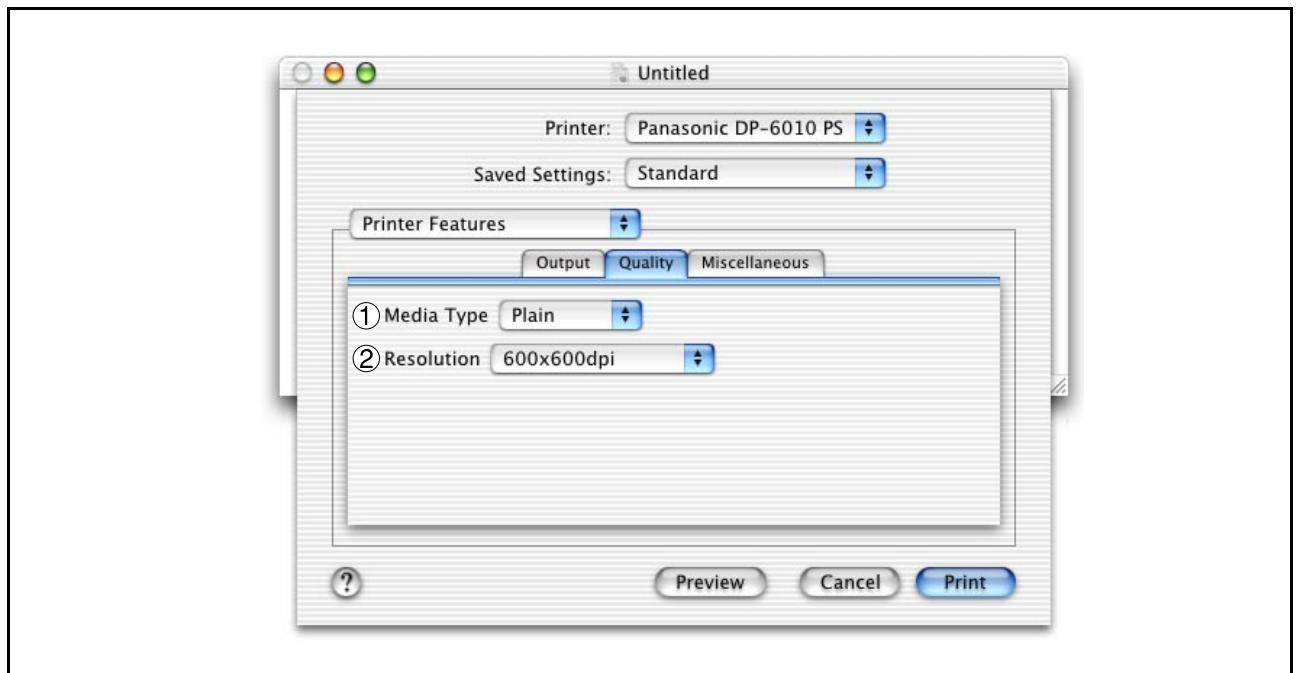 Untitled
Printer: Panasonic DP-6010 PS
Saved Settings: Standard
Printer Features
Output Quality Miscellaneous
① Media Type Plain
② Resolution 600x600dpi
? Preview Cancel Print